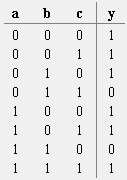 a b c y
0 0 0 1
0 0 1 1
0 1 0 1
0 1 1 0
1 0 0 1
1 0 1 1
1 1 0 0
1 1 1 1